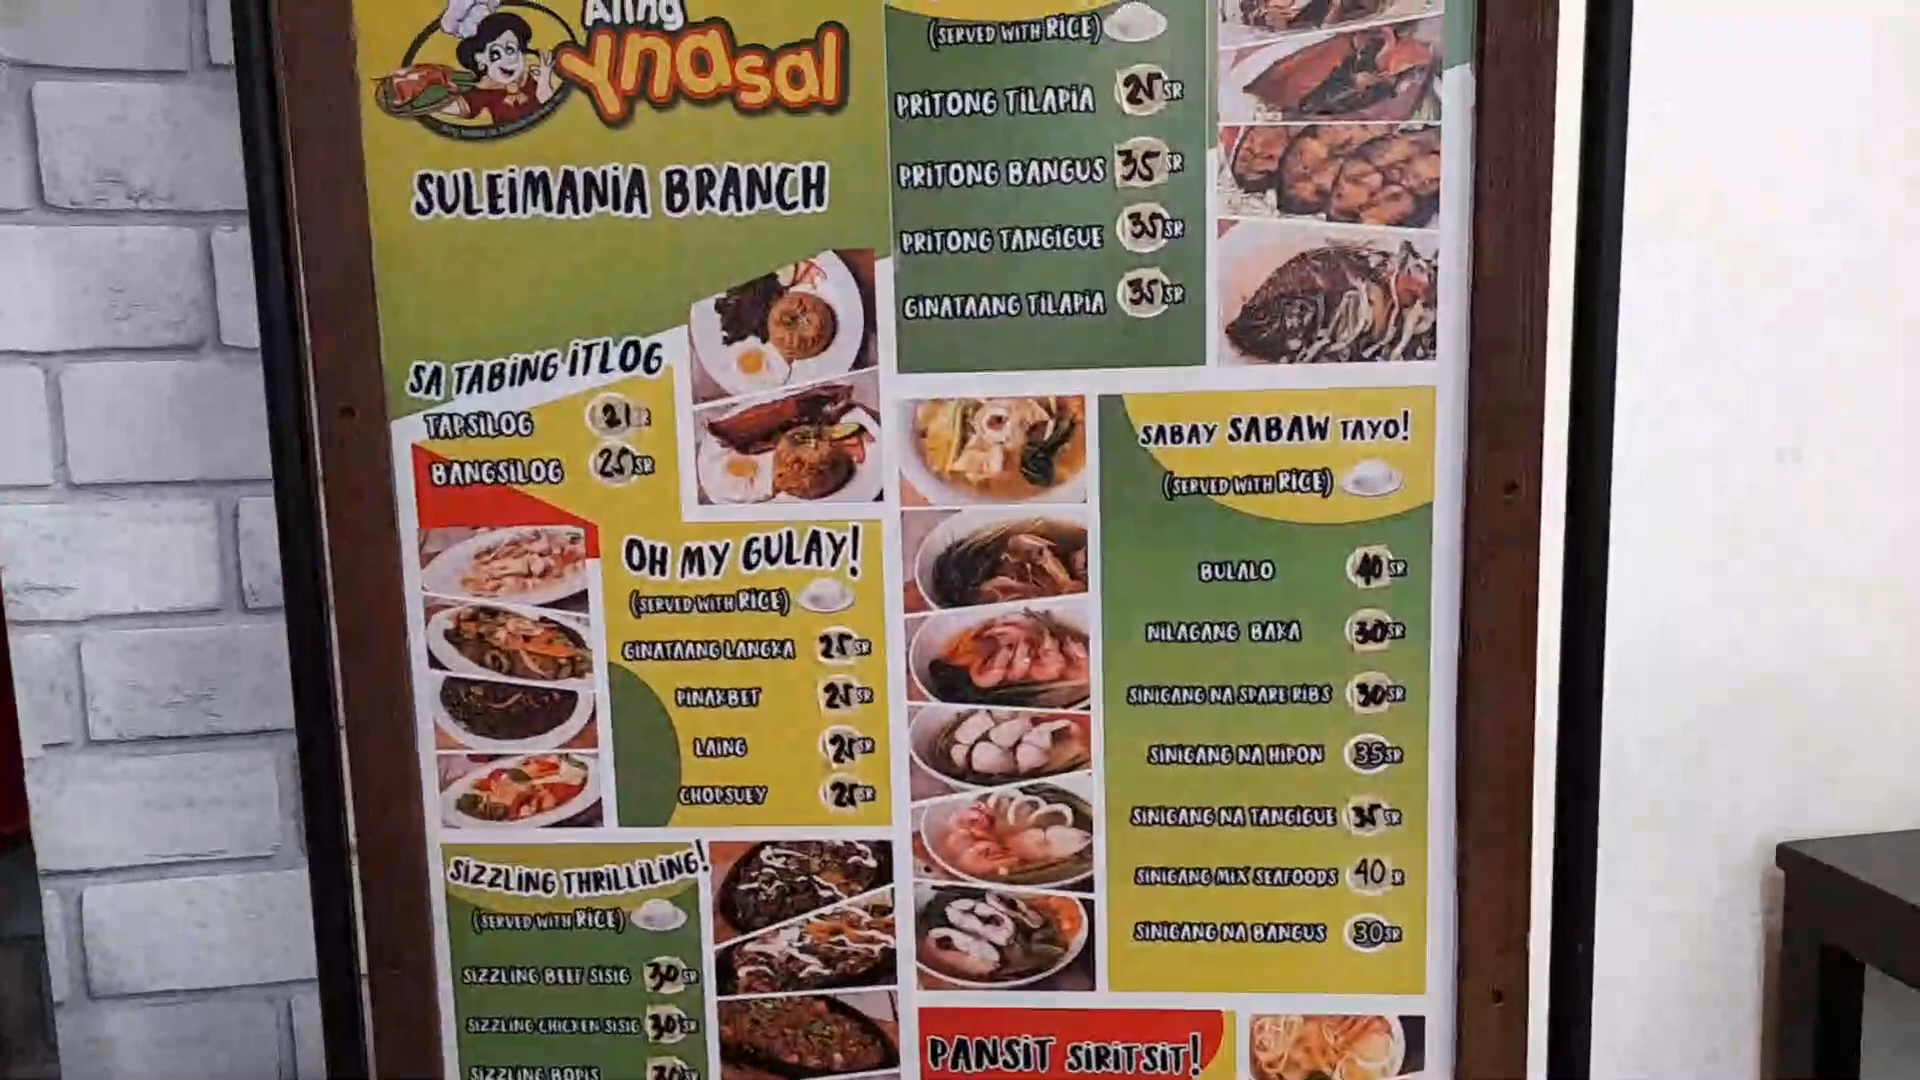 Aling
Ynasal
SULEIMANIA BRANCH
SA TABING ITLOG
TAPSILOG 21 SR
BANGSILOG 25 SR
OH MY GULAY!
(SERVED WITH RICE)
GINATAANG LANGKA 25 SR
PINAKBET 25 SR
LAING 25 SR
CHOPSUEY 25 SR
SIZZLING THRILLILING!
(SERVED WITH RICE)
SIZZLING BEEF SISIG 30 SR
SIZZLING CHICKEN SISIG 30 SR
SIZZLING BOPIS 30 SR
(SERVED WITH RICE)
PRITONG TILAPIA 25 SR
PRITONG BANGUS 35 SR
PRITONG TANGIGUE 35 SR
GINATAANG TILAPIA 35 SR
SABAY SABAW TAYO!
(SERVED WITH RICE)
BULALO 40 SR
NILAGANG BAKA 30 SR
SINIGANG NA SPARE RIBS 30 SR
SINIGANG NA HIPON 35 SR
SINIGANG NA TANGIGUE 35 SR
SINIGANG MIX SEAFOODS 40 SR
SINIGANG NA BANGUS 30 SR
PANSIT SIRITSIT!